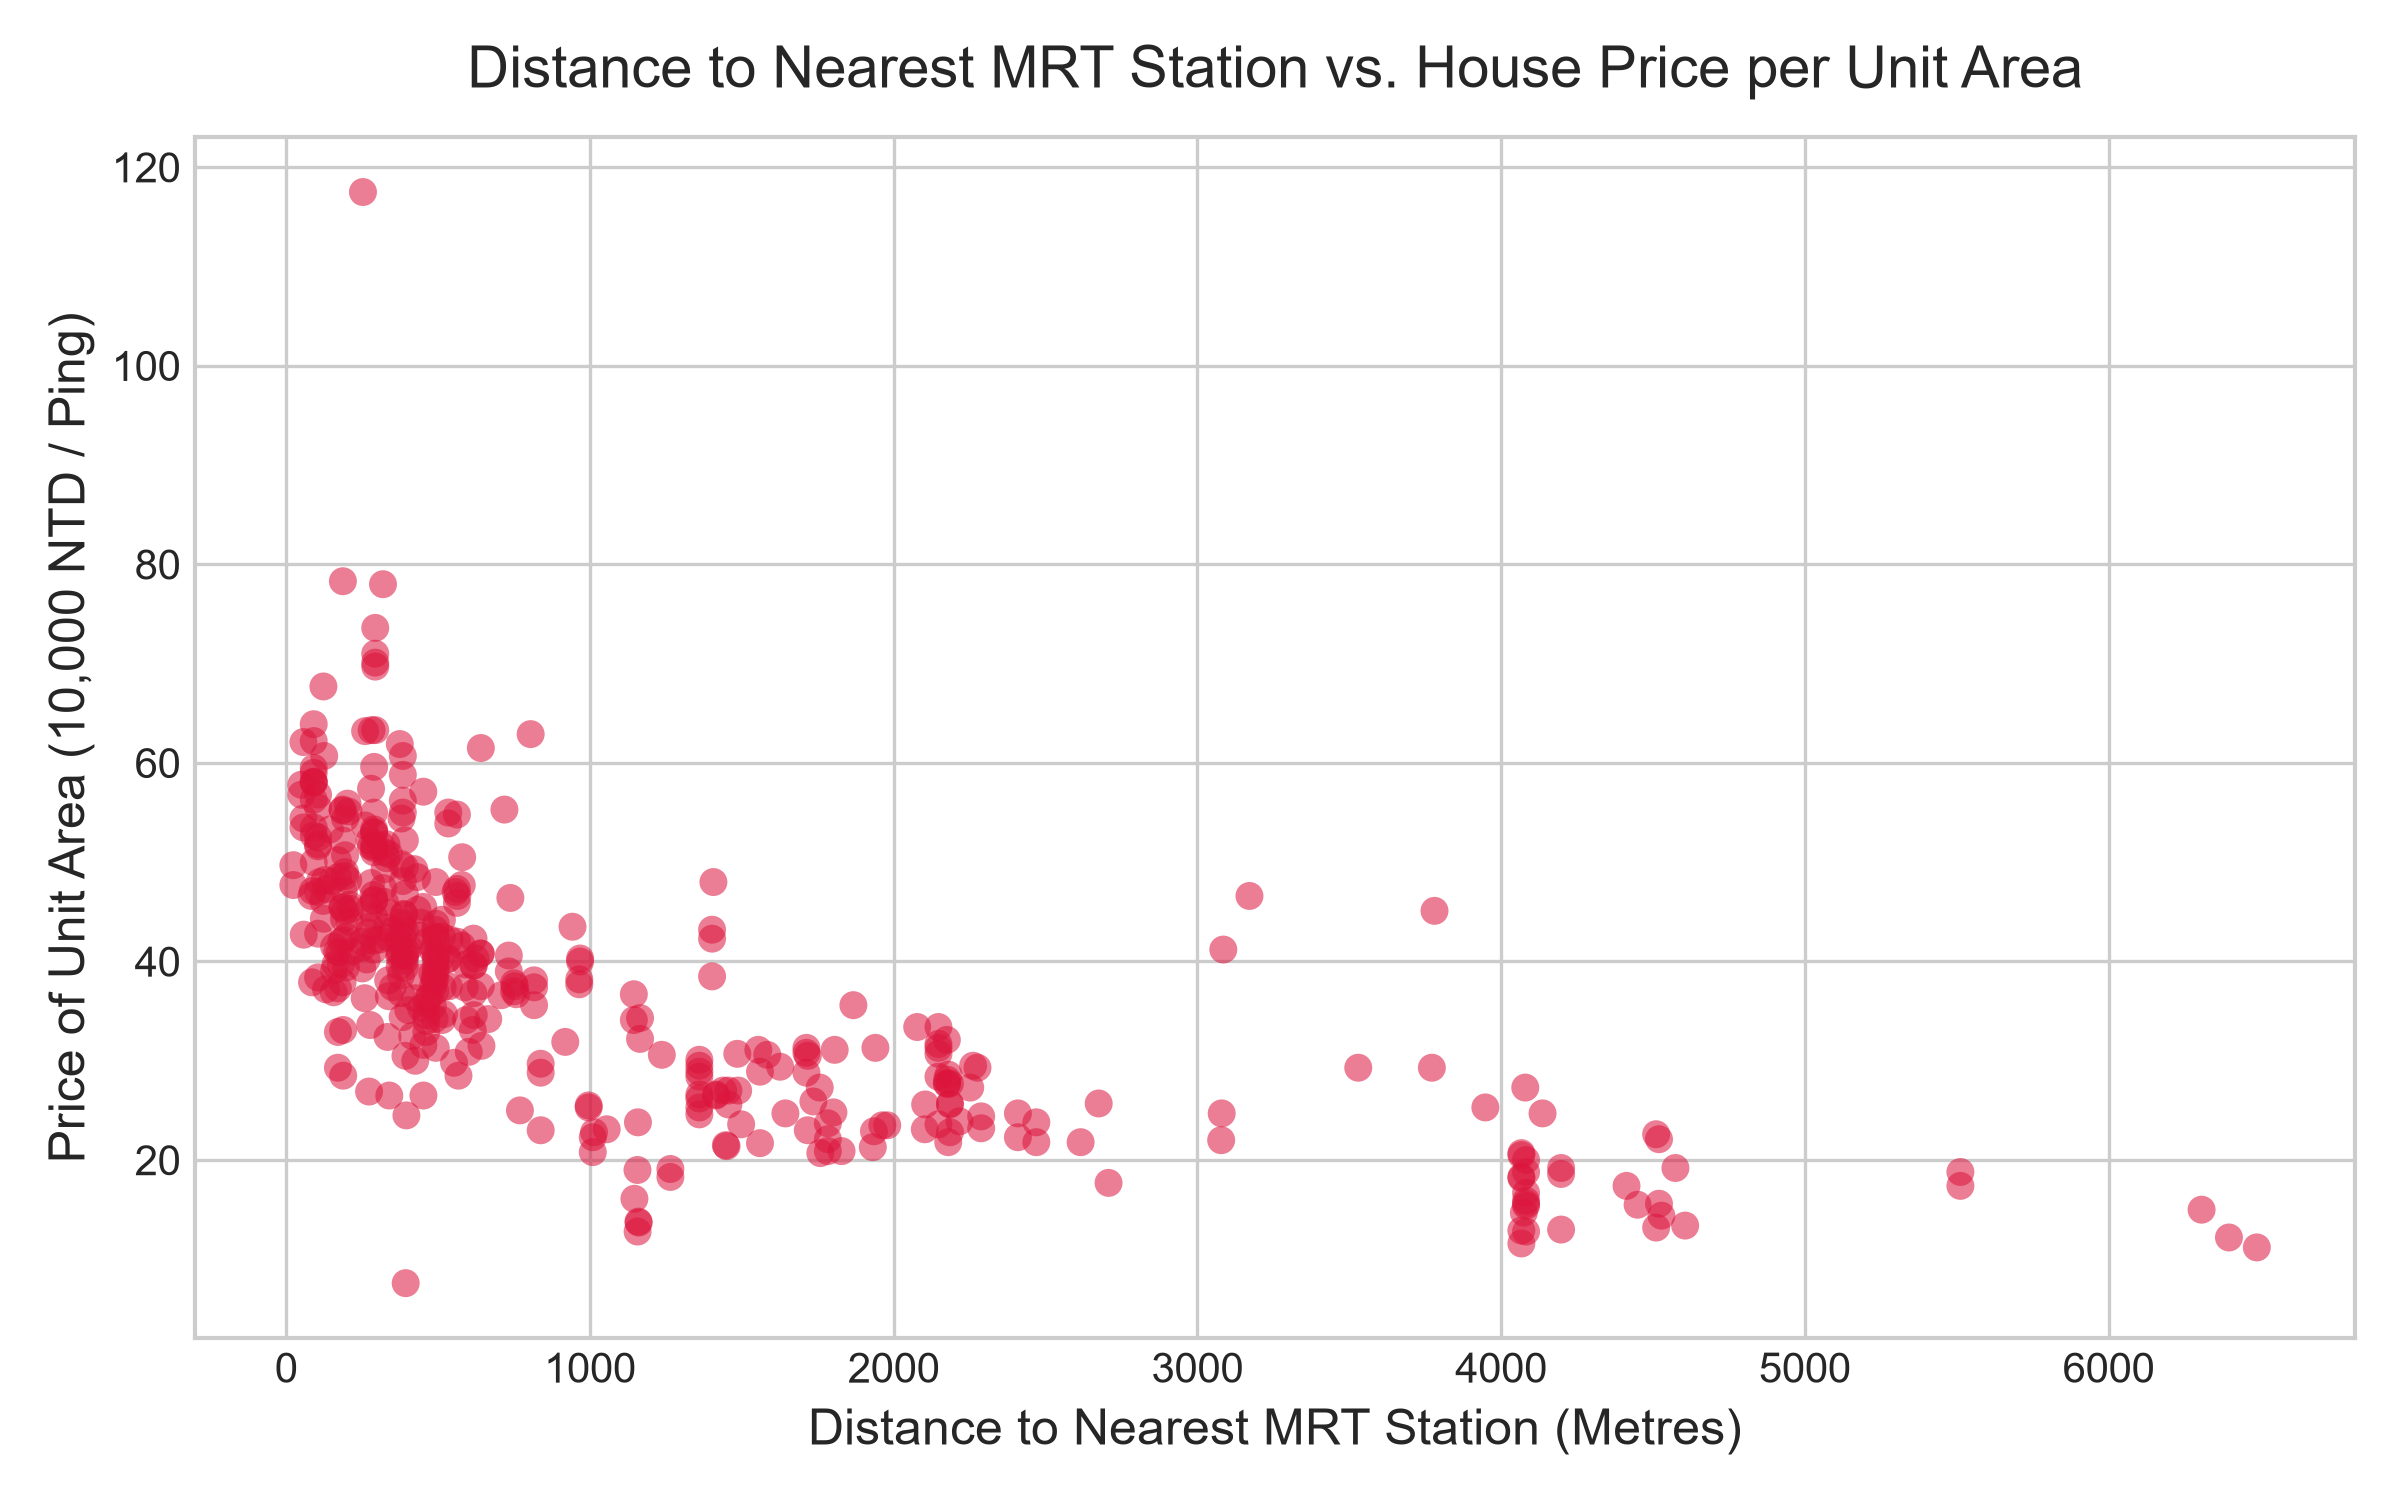 Distance to Nearest MRT Station vs. House Price per Unit Area
Price of Unit Area (10,000 NTD / Ping)
120
100
80
60
40
20
0 1000 2000 3000 4000 5000 6000
Distance to Nearest MRT Station (Metres)